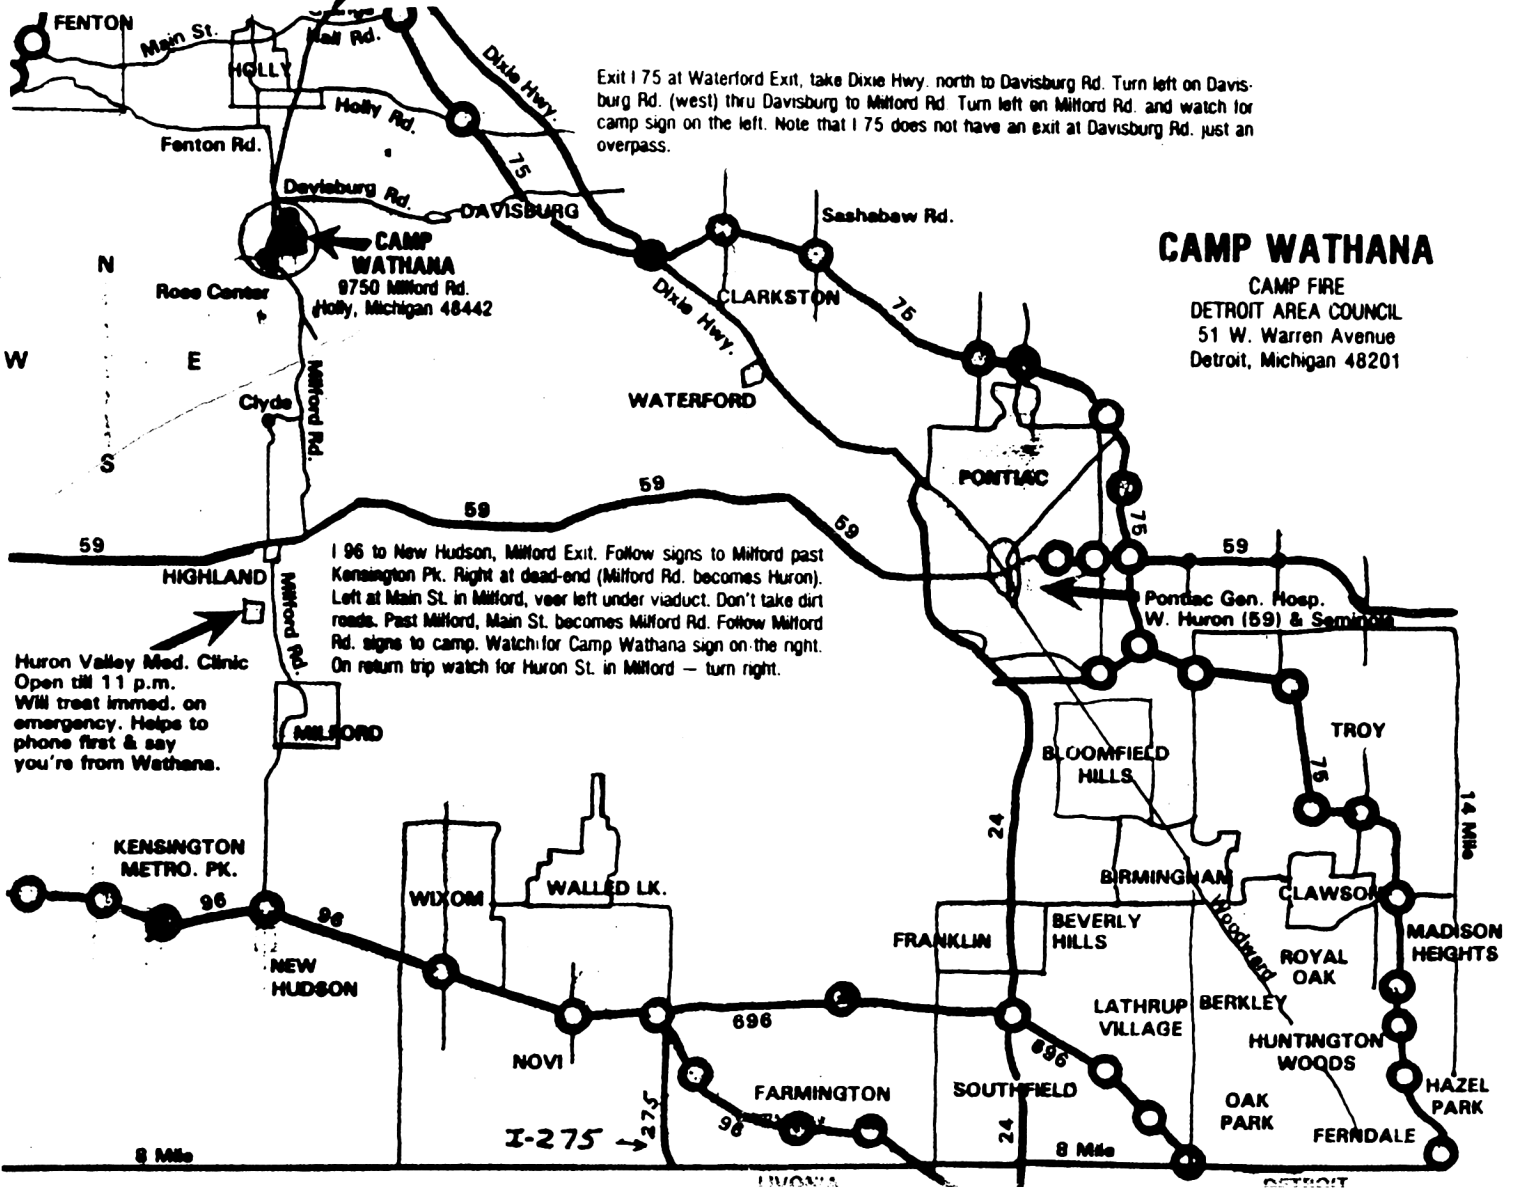 FENTON
Main St.
HOLLY
Hall Rd.
Dixie Hwy.
Holly Rd.
Fenton Rd.
75
Exit I 75 at Waterford Exit, take Dixie Hwy. north to Davisburg Rd. Turn left on Davis-
burg Rd. (west) thru Davisburg to Milford Rd. Turn left on Milford Rd. and watch for
camp sign on the left. Note that I 75 does not have an exit at Davisburg Rd. just an
overpass.
Davisburg Rd.
DAVISBURG
Sashabaw Rd.
CAMP
WATHANA
9750 Milford Rd.
Holly, Michigan 48442
CAMP WATHANA
CAMP FIRE
DETROIT AREA COUNCIL
51 W. Warren Avenue
Detroit, Michigan 48201
N
W
E
S
Rose Center
Dixie Hwy.
CLARKSTON
75
Clyde
Milford Rd.
WATERFORD
PONTIAC
75
59
59
59
59
59
HIGHLAND
Milford Rd.
I 96 to New Hudson, Milford Exit. Follow signs to Milford past
Kensington Pk. Right at dead-end (Milford Rd. becomes Huron).
Left at Main St. in Milford, veer left under viaduct. Don't take dirt
roads. Past Milford, Main St. becomes Milford Rd. Follow Milford
Rd. signs to camp. Watch for Camp Wathana sign on the right.
On return trip watch for Huron St. in Milford — turn right.
Pontiac Gen. Hosp.
W. Huron (59) & Seminole
Huron Valley Med. Clinic
Open till 11 p.m.
Will treat immed. on
emergency. Helps to
phone first & say
you're from Wathana.
MILFORD
BLOOMFIELD
HILLS
TROY
75
14 Mile
24
KENSINGTON
METRO. PK.
96
96
WIXOM
WALLED LK.
BIRMINGHAM
CLAWSON
Woodward
FRANKLIN
BEVERLY
HILLS
MADISON
HEIGHTS
ROYAL
OAK
NEW
HUDSON
NOVI
696
696
LATHRUP
VILLAGE
BERKLEY
HUNTINGTON
WOODS
FARMINGTON
SOUTHFIELD
OAK
PARK
HAZEL
PARK
FERNDALE
I-275
275
96
24
8 Mile
8 Mile
LIVONIA
DETROIT